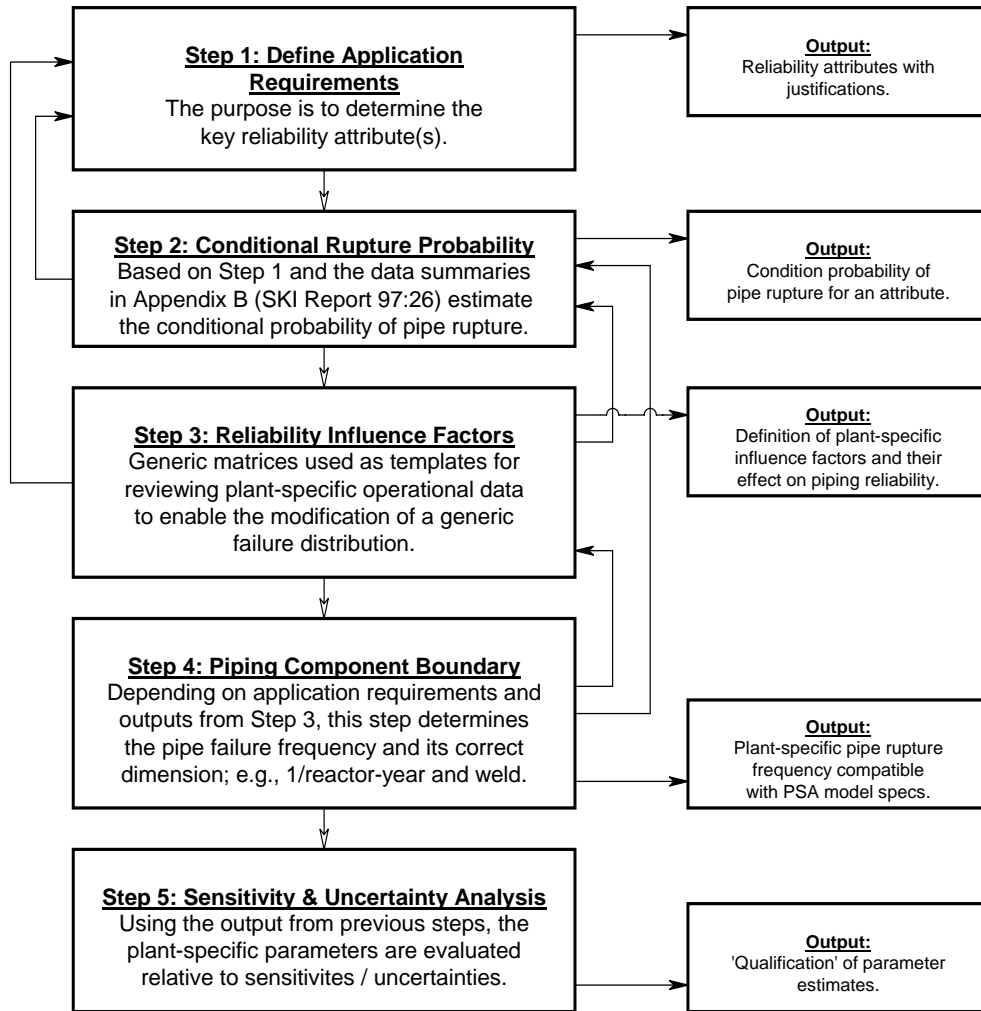 Step 1: Define Application
Requirements
The purpose is to determine the
key reliability attribute(s).
Output:
Reliability attributes with
justifications.
Step 2: Conditional Rupture Probability
Based on Step 1 and the data summaries
in Appendix B (SKI Report 97:26) estimate
the conditional probability of pipe rupture.
Output:
Condition probability of
pipe rupture for an attribute.
Step 3: Reliability Influence Factors
Generic matrices used as templates for
reviewing plant-specific operational data
to enable the modification of a generic
failure distribution.
Output:
Definition of plant-specific
influence factors and their
effect on piping reliability.
Step 4: Piping Component Boundary
Depending on application requirements and
outputs from Step 3, this step determines
the pipe failure frequency and its correct
dimension; e.g., 1/reactor-year and weld.
Output:
Plant-specific pipe rupture
frequency compatible
with PSA model specs.
Step 5: Sensitivity & Uncertainty Analysis
Using the output from previous steps, the
plant-specific parameters are evaluated
relative to sensitivites / uncertainties.
Output:
'Qualification' of parameter
estimates.